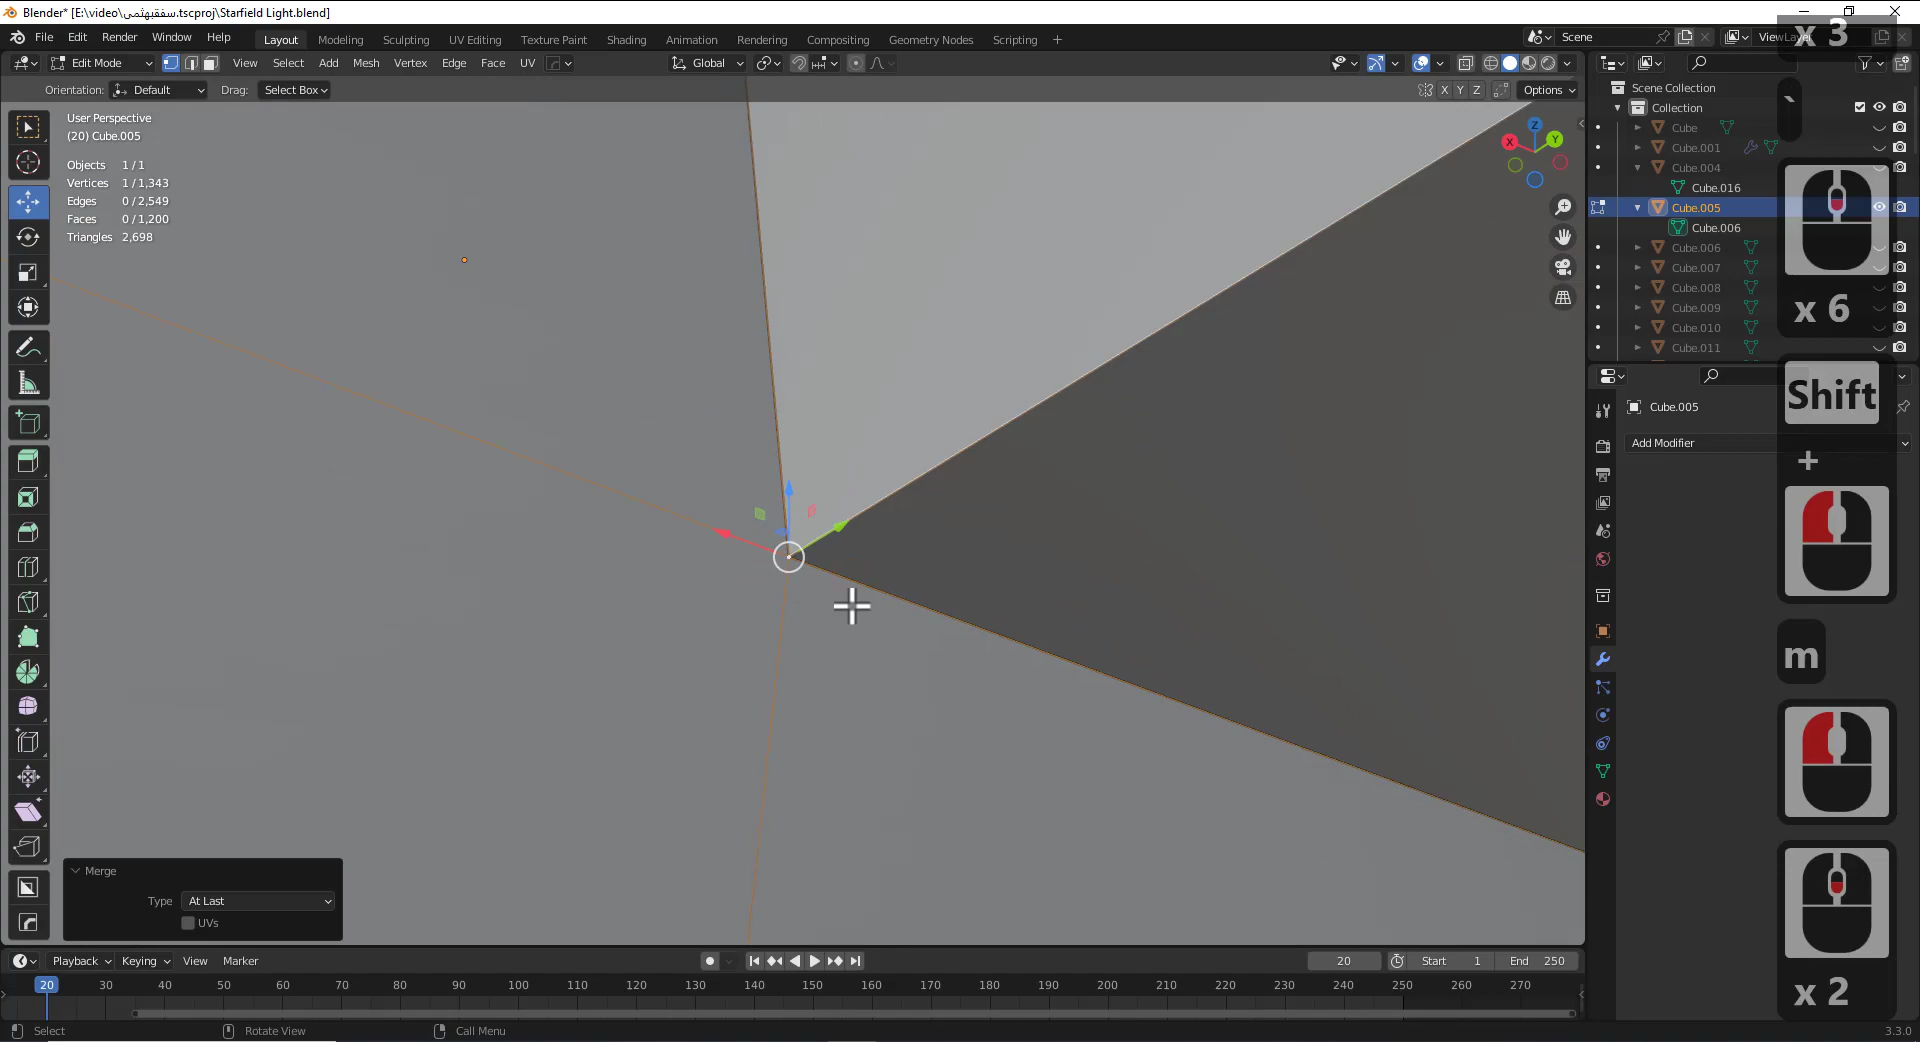 Blender* [E:\video\سفقبهثمی.tscproj\Starfield Light.blend]
File Edit Render Window Help Layout Modeling Sculpting UV Editing Texture Paint Shading Animation Rendering Compositing Geometry Nodes Scripting + Scene ViewLayer
x 3
Edit Mode View Select Add Mesh Vertex Edge Face UV Global
Orientation: Default Drag: Select Box X Y Z Options
User Perspective
(20) Cube.005
Objects 1 / 1
Vertices 1 / 1,343
Edges 0 / 2,549
Faces 0 / 1,200
Triangles 2,698
X Y Z
Scene Collection
Collection
Cube
Cube.001
Cube.004
Cube.016
Cube.005
Cube.006
Cube.006
Cube.007
Cube.008
Cube.009
Cube.010
Cube.011
`
x 6
Shift
+
m
x 2
Cube.005
Add Modifier
Merge
Type At Last
UVs
Playback Keying View Marker 20 Start 1 End 250
20 30 40 50 60 70 80 90 100 110 120 130 140 150 160 170 180 190 200 210 220 230 240 250 260 270
Select Rotate View Call Menu 3.3.0